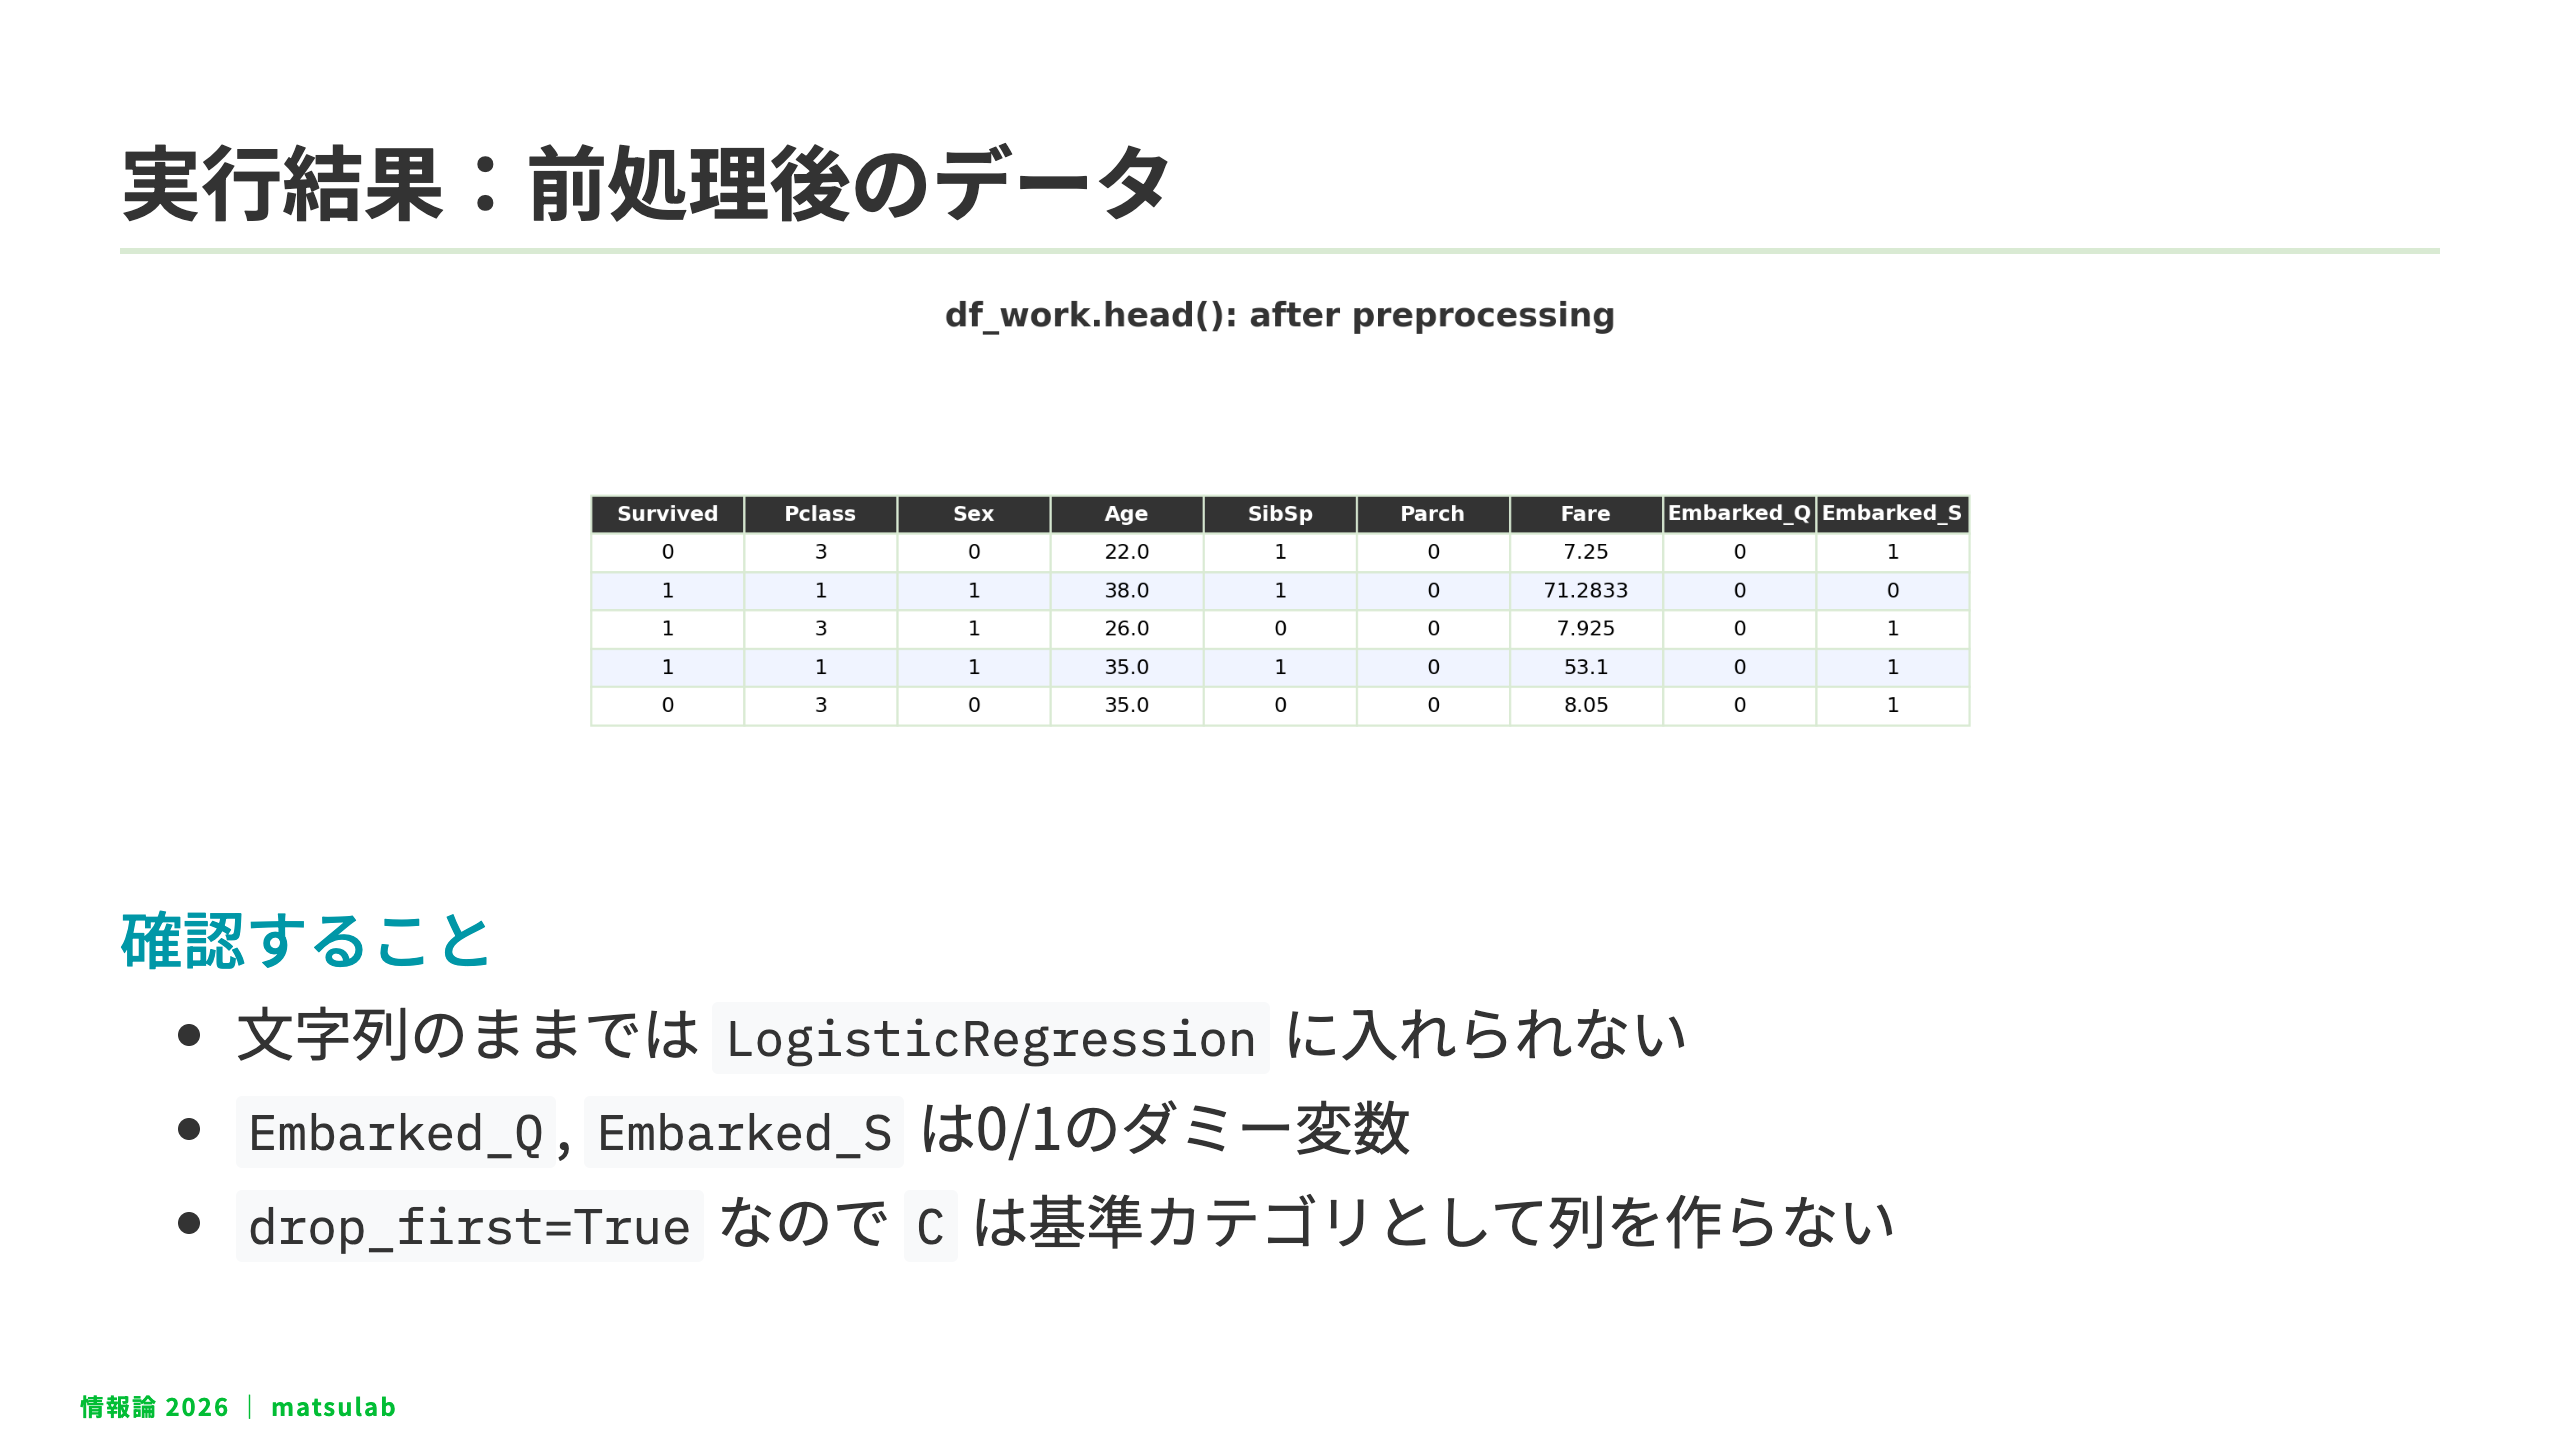 実行結果：前処理後のデータ
df_work.head(): after preprocessing
Survived Pclass Sex Age SibSp Parch Fare Embarked_Q Embarked_S
0 3 0 22.0 1 0 7.25 0 1
1 1 1 38.0 1 0 71.2833 0 0
1 3 1 26.0 0 0 7.925 0 1
1 1 1 35.0 1 0 53.1 0 1
0 3 0 35.0 0 0 8.05 0 1
確認すること
• 文字列のままでは LogisticRegression に入れられない
• Embarked_Q, Embarked_S は0/1のダミー変数
• drop_first=True なので C は基準カテゴリとして列を作らない
情報論 2026 ｜ matsulab